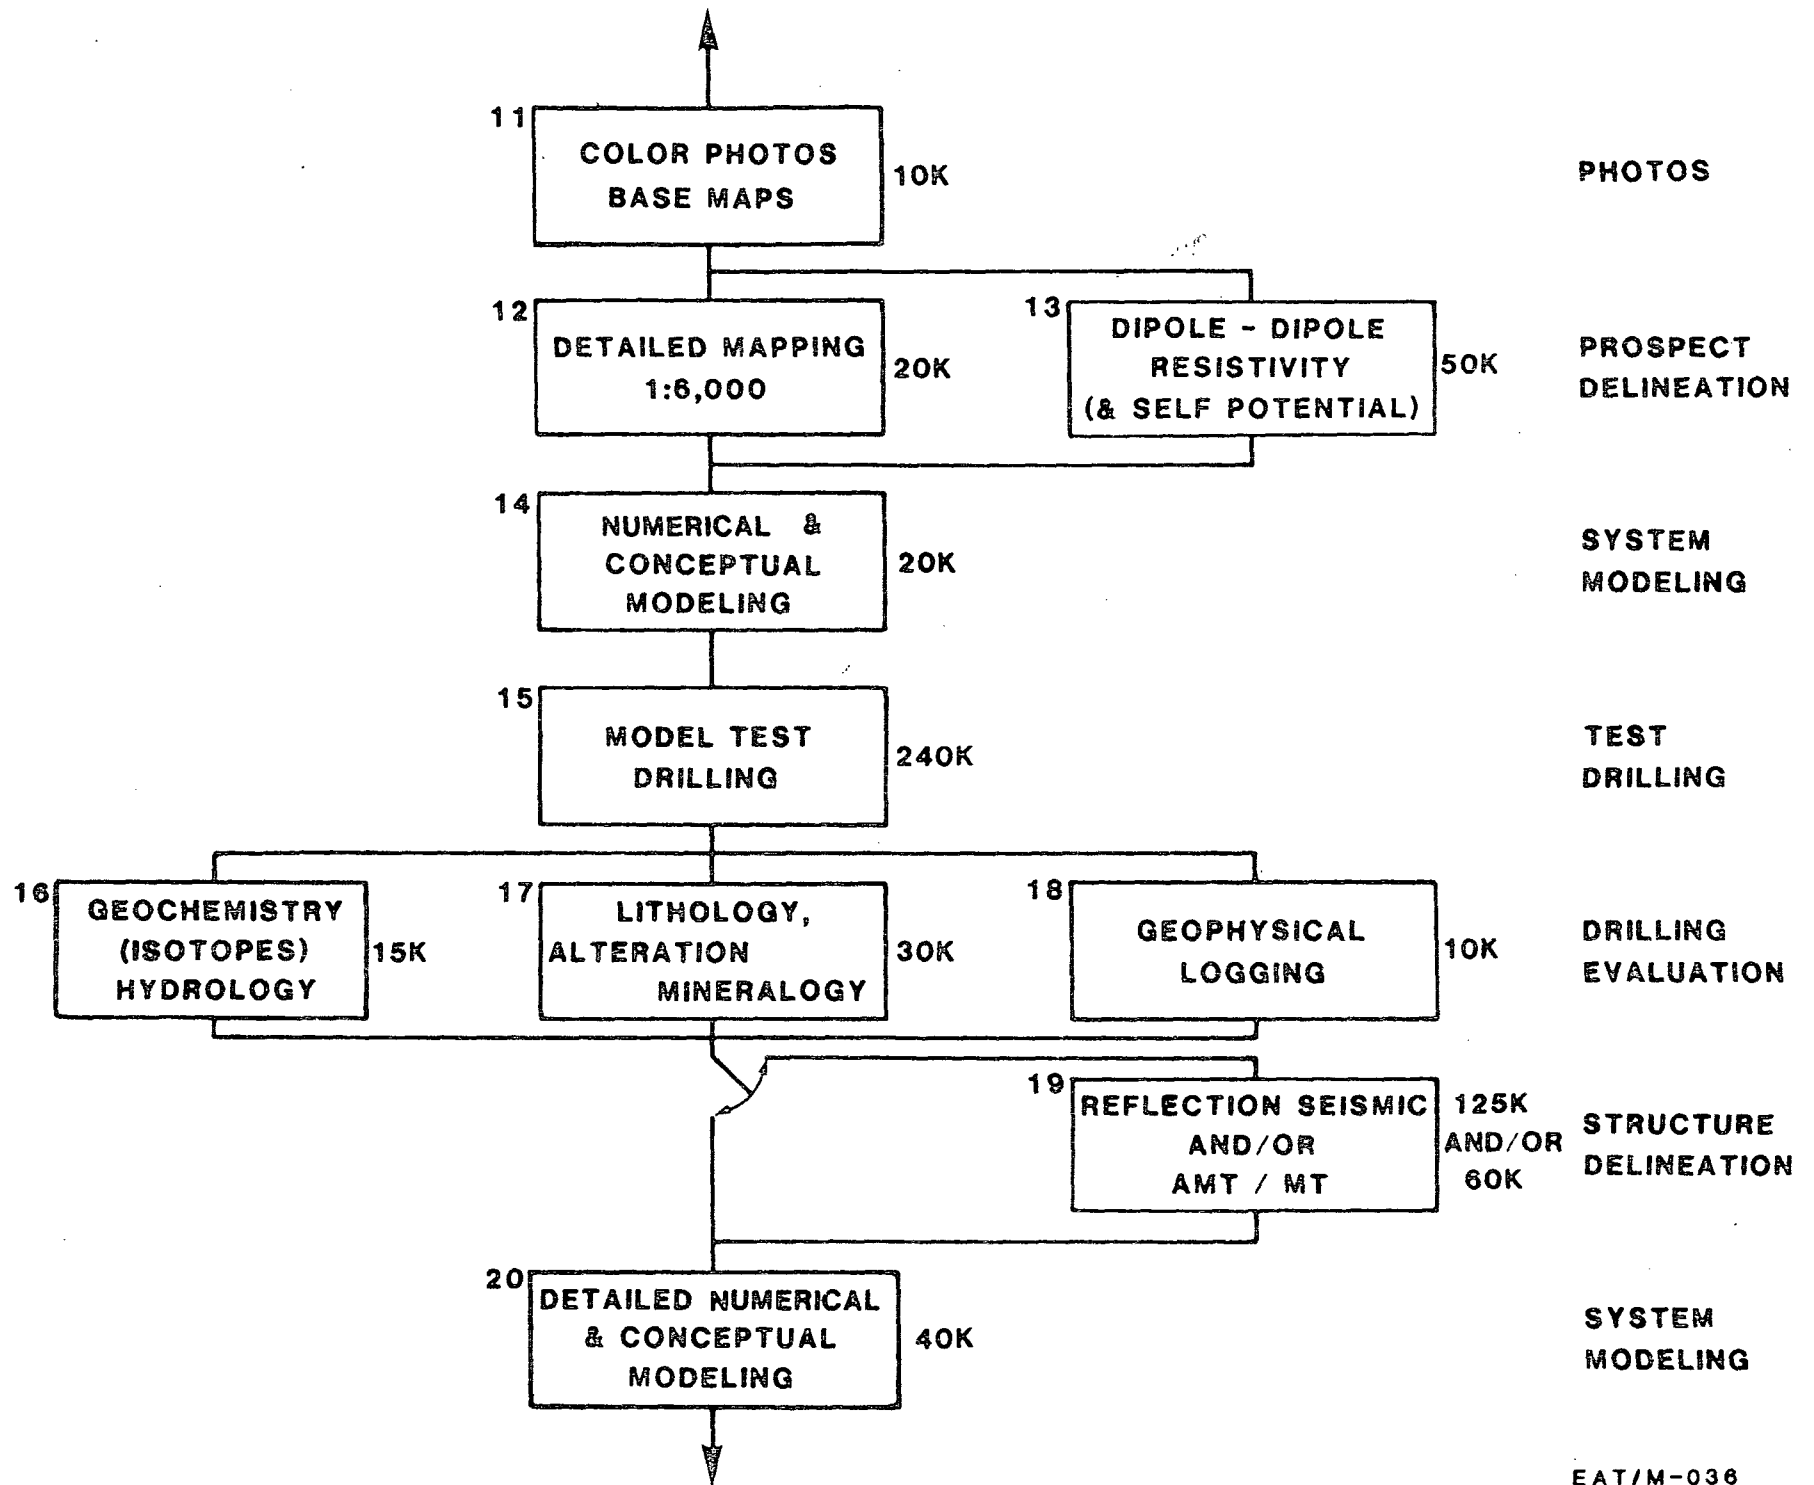 11
COLOR PHOTOS
BASE MAPS
10K
PHOTOS
12
DETAILED MAPPING
1:6,000
20K
13
DIPOLE - DIPOLE
RESISTIVITY
(& SELF POTENTIAL)
50K
PROSPECT
DELINEATION
14
NUMERICAL &
CONCEPTUAL
MODELING
20K
SYSTEM
MODELING
15
MODEL TEST
DRILLING
240K
TEST
DRILLING
16
GEOCHEMISTRY
(ISOTOPES)
HYDROLOGY
15K
17
LITHOLOGY,
ALTERATION
MINERALOGY
30K
18
GEOPHYSICAL
LOGGING
10K
DRILLING
EVALUATION
19
REFLECTION SEISMIC
AND/OR
AMT / MT
125K
AND/OR
60K
STRUCTURE
DELINEATION
20
DETAILED NUMERICAL
& CONCEPTUAL
MODELING
40K
SYSTEM
MODELING
EAT/M-036